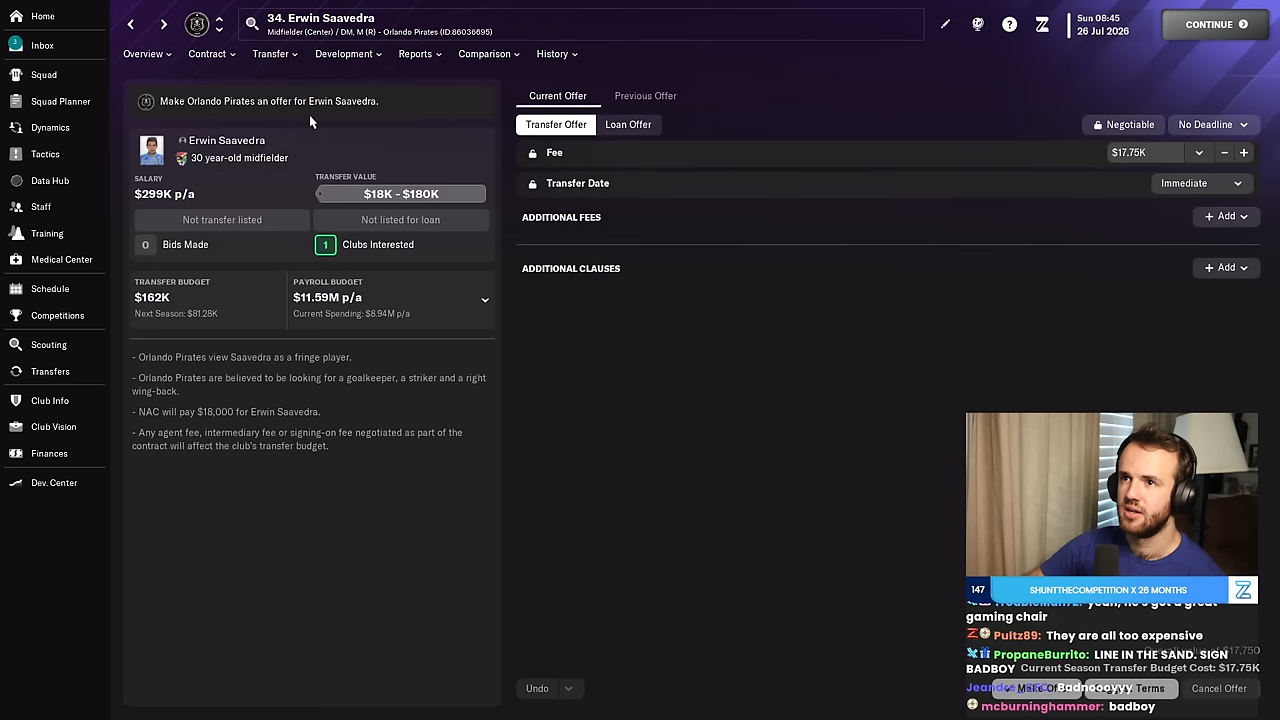 Home
3
Inbox
Squad
Squad Planner
Dynamics
Tactics
Data Hub
Staff
Training
Medical Center
Schedule
Competitions
Scouting
Transfers
Club Info
Club Vision
Finances
Dev. Center
34. Erwin Saavedra
Midfielder (Center) / DM, M (R) - Orlando Pirates (ID:86036695)
Sun 08:45
26 Jul 2026
CONTINUE
Overview
Contract
Transfer
Development
Reports
Comparison
History
Make Orlando Pirates an offer for Erwin Saavedra.
Erwin Saavedra
30 year-old midfielder
SALARY
$299K p/a
TRANSFER VALUE
$18K - $180K
Not transfer listed
Not listed for loan
0 Bids Made
1 Clubs Interested
TRANSFER BUDGET
$162K
Next Season: $81.28K
PAYROLL BUDGET
$11.59M p/a
Current Spending: $8.94M p/a
- Orlando Pirates view Saavedra as a fringe player.
- Orlando Pirates are believed to be looking for a goalkeeper, a striker and a right
wing-back.
- NAC will pay $18,000 for Erwin Saavedra.
- Any agent fee, intermediary fee or signing-on fee negotiated as part of the
contract will affect the club's transfer budget.
Current Offer
Previous Offer
Transfer Offer
Loan Offer
Negotiable
No Deadline
Fee
$17.75K
Transfer Date
Immediate
ADDITIONAL FEES
+ Add
ADDITIONAL CLAUSES
+ Add
147
SHUNTTHECOMPETITION X 26 MONTHS
yeah, he's got a great
gaming chair
Pultz89: They are all too expensive
PropaneBurrito: LINE IN THE SAND. SIGN
BADBOY
$17,750
Current Season Transfer Budget Cost: $17.75K
Badnoooyyy
Terms
Cancel Offer
mcburninghammer: badboy
Undo